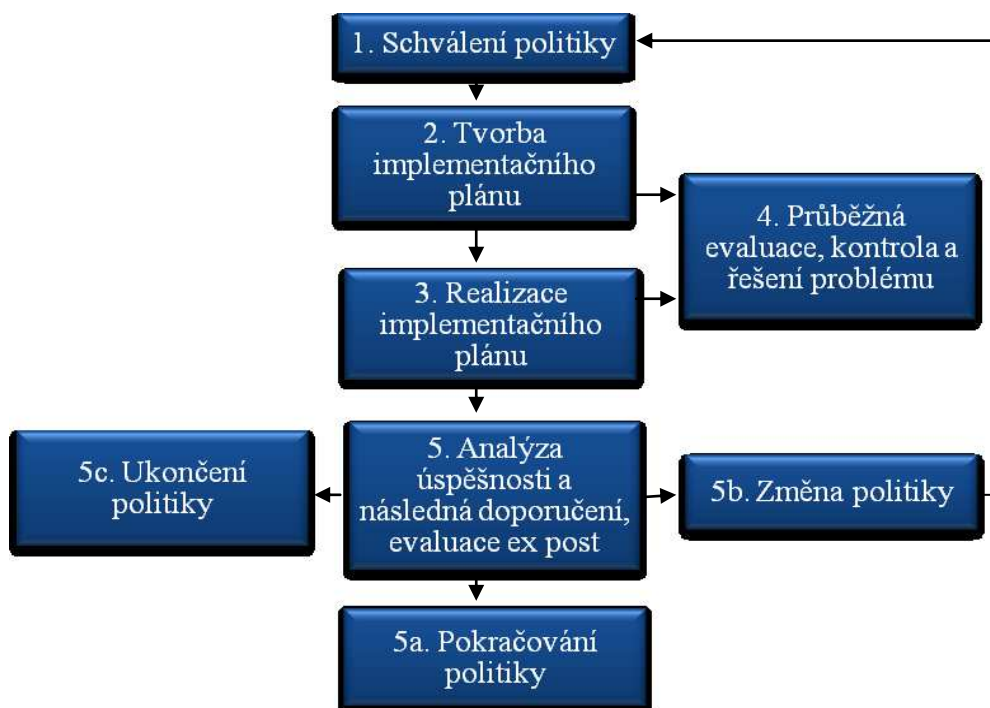 1. Schválení politiky
2. Tvorba
implementačního
plánu
4. Průběžná
evaluace, kontrola a
řešení problému
3. Realizace
implementačního
plánu
5c. Ukončení
politiky
5. Analýza
úspěšnosti a
následná doporučení,
evaluace ex post
5b. Změna politiky
5a. Pokračování
politiky